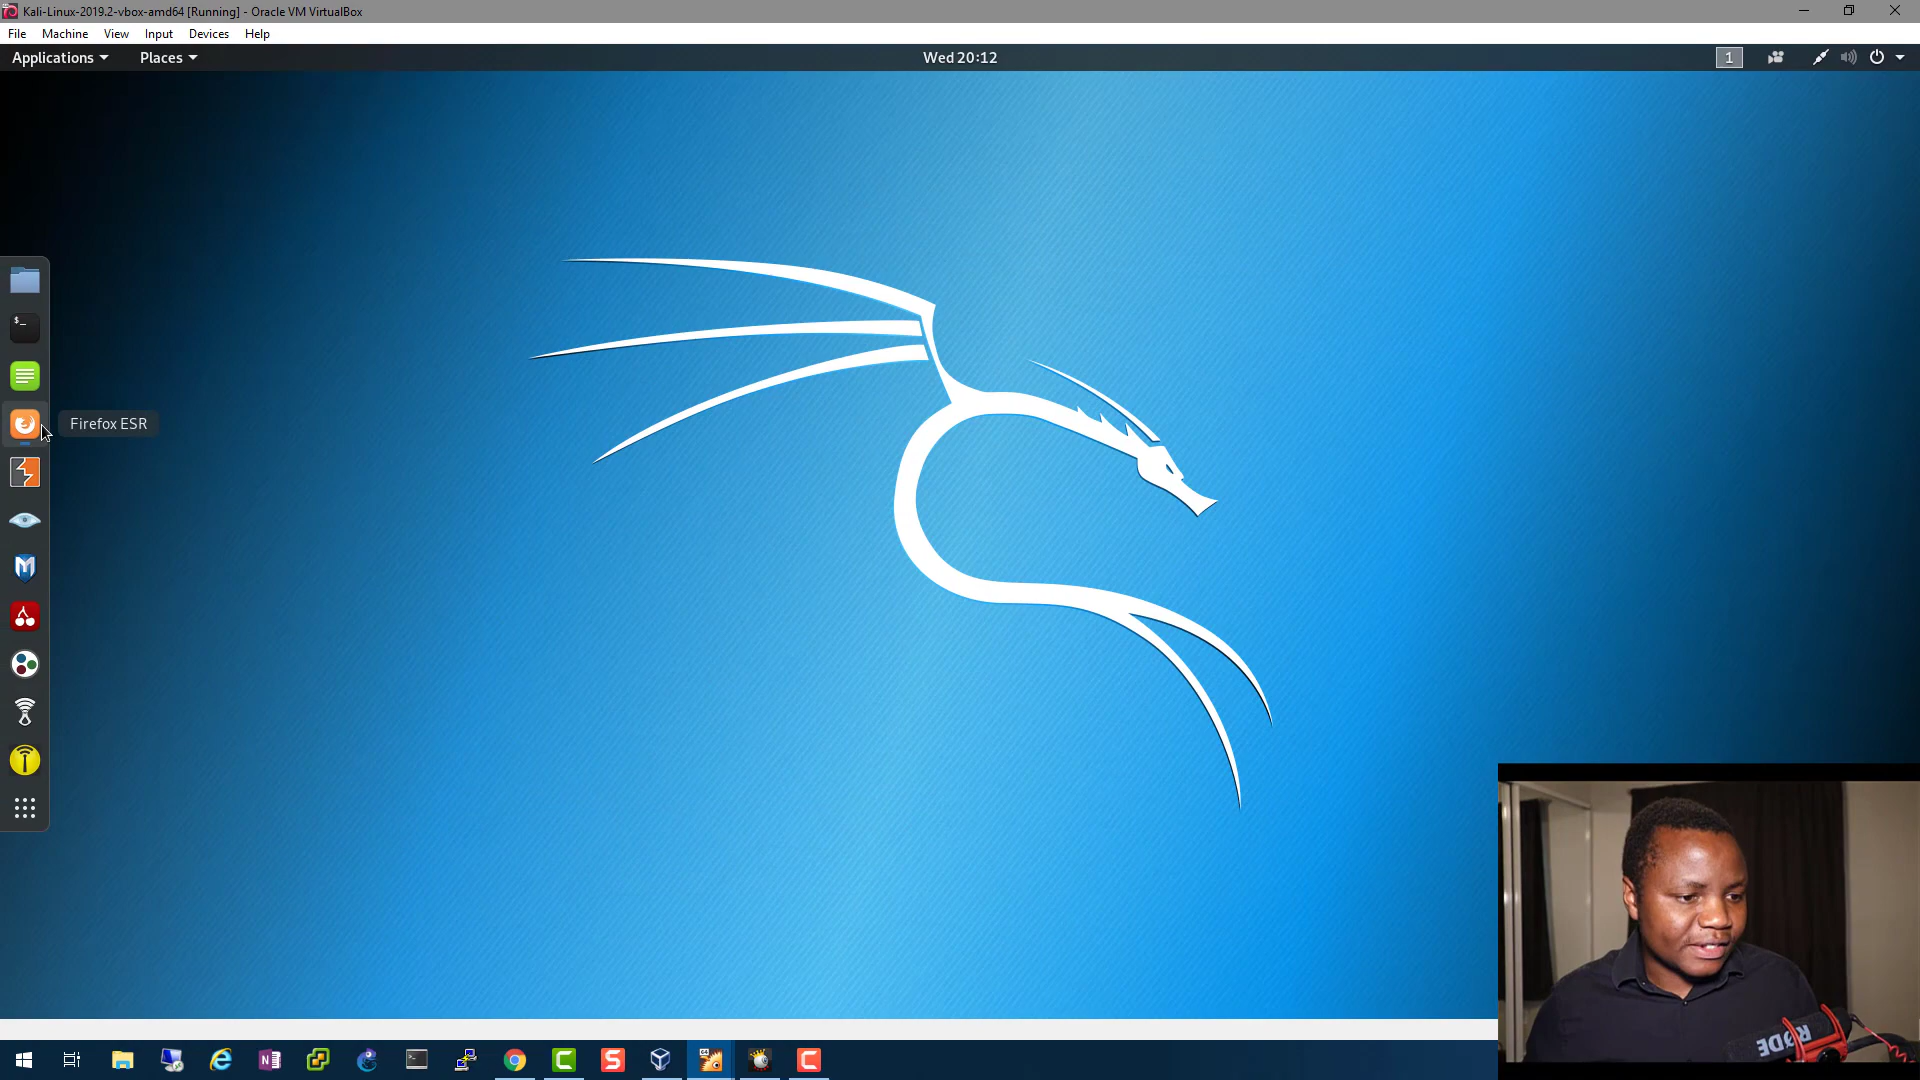 Kali-Linux-2019.2-vbox-amd64 [Running] - Oracle VM VirtualBox
File Machine View Input Devices Help
Applications Places Wed 20:12 1
$_
Firefox ESR
RØDE